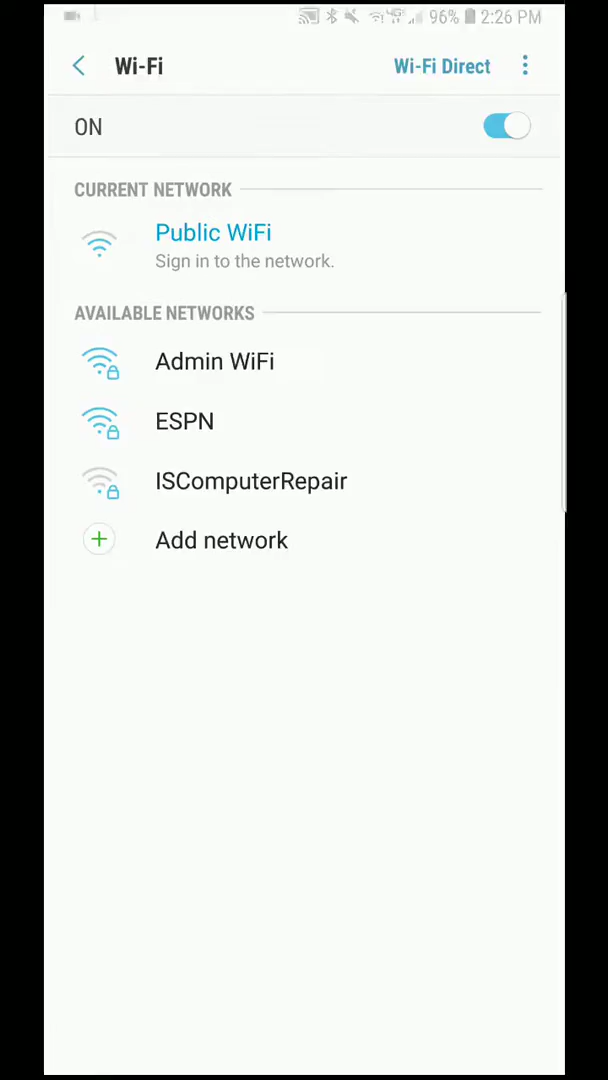 96% 2:26 PM
Wi-Fi Wi-Fi Direct
ON
CURRENT NETWORK
Public WiFi
Sign in to the network.
AVAILABLE NETWORKS
Admin WiFi
ESPN
ISComputerRepair
Add network